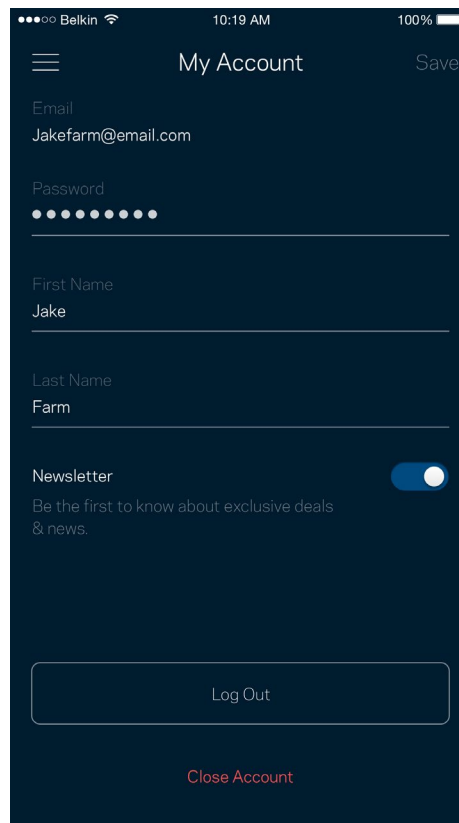 Belkin 10:19 AM 100%
My Account Save
Email
Jakefarm@email.com
Password
First Name
Jake
Last Name
Farm
Newsletter
Be the first to know about exclusive deals
& news.
Log Out
Close Account